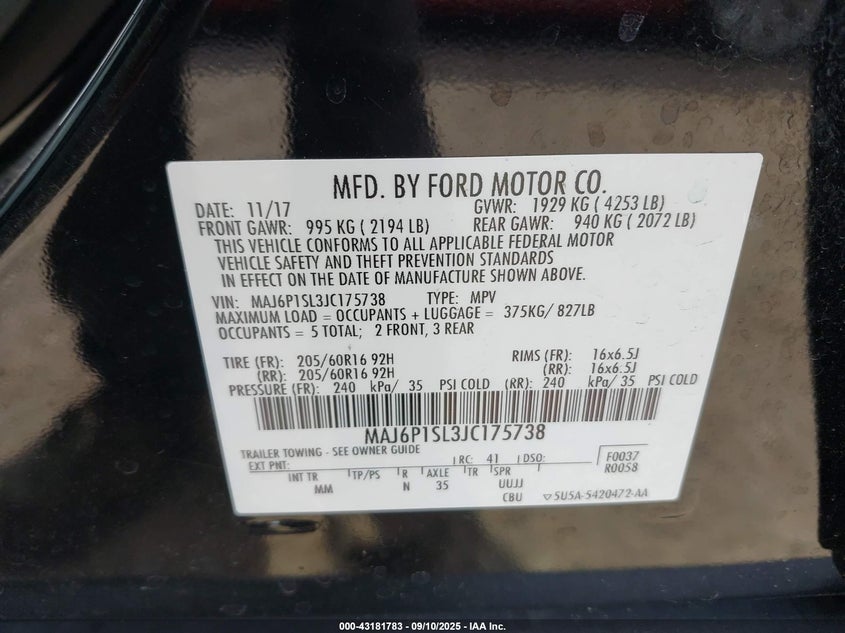 MFD. BY FORD MOTOR CO.
DATE: 11/17 GVWR: 1929 KG ( 4253 LB)
FRONT GAWR: 995 KG ( 2194 LB) REAR GAWR: 940 KG ( 2072 LB)
THIS VEHICLE CONFORMS TO ALL APPLICABLE FEDERAL MOTOR
VEHICLE SAFETY AND THEFT PREVENTION STANDARDS
IN EFFECT ON THE DATE OF MANUFACTURE SHOWN ABOVE.
VIN: MAJ6P1SL3JC175738 TYPE: MPV
MAXIMUM LOAD = OCCUPANTS + LUGGAGE = 375KG/ 827LB
OCCUPANTS = 5 TOTAL; 2 FRONT, 3 REAR
TIRE (FR): 205/60R16 92H RIMS (FR): 16x6.5J
(RR): 205/60R16 92H (RR): 16x6.5J
PRESSURE (FR): 240 kPa/ 35 PSI COLD (RR): 240 kPa/ 35 PSI COLD
MAJ6P1SL3JC175738
TRAILER TOWING - SEE OWNER GUIDE
EXT PNT: RC: 41 DSO: F0037
R0058
INT TR TP/PS R AXLE TR SPR
MM N 35 UUJJ
CBU 5U5A-5420472-AA
000-43181783 - 09/10/2025 - IAA Inc.